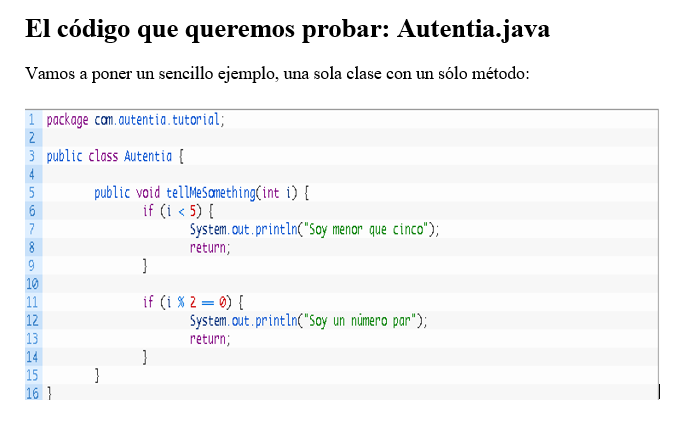 El código que queremos probar: Autentia.java
Vamos a poner un sencillo ejemplo, una sola clase con un sólo método:
1 package com.autentia.tutorial;
2
3 public class Autentia {
4
5 public void tellMeSomething(int i) {
6 if (i < 5) {
7 System.out.println("Soy menor que cinco");
8 return;
9 }
10
11 if (i % 2 == 0) {
12 System.out.println("Soy un número par");
13 return;
14 }
15 }
16 }